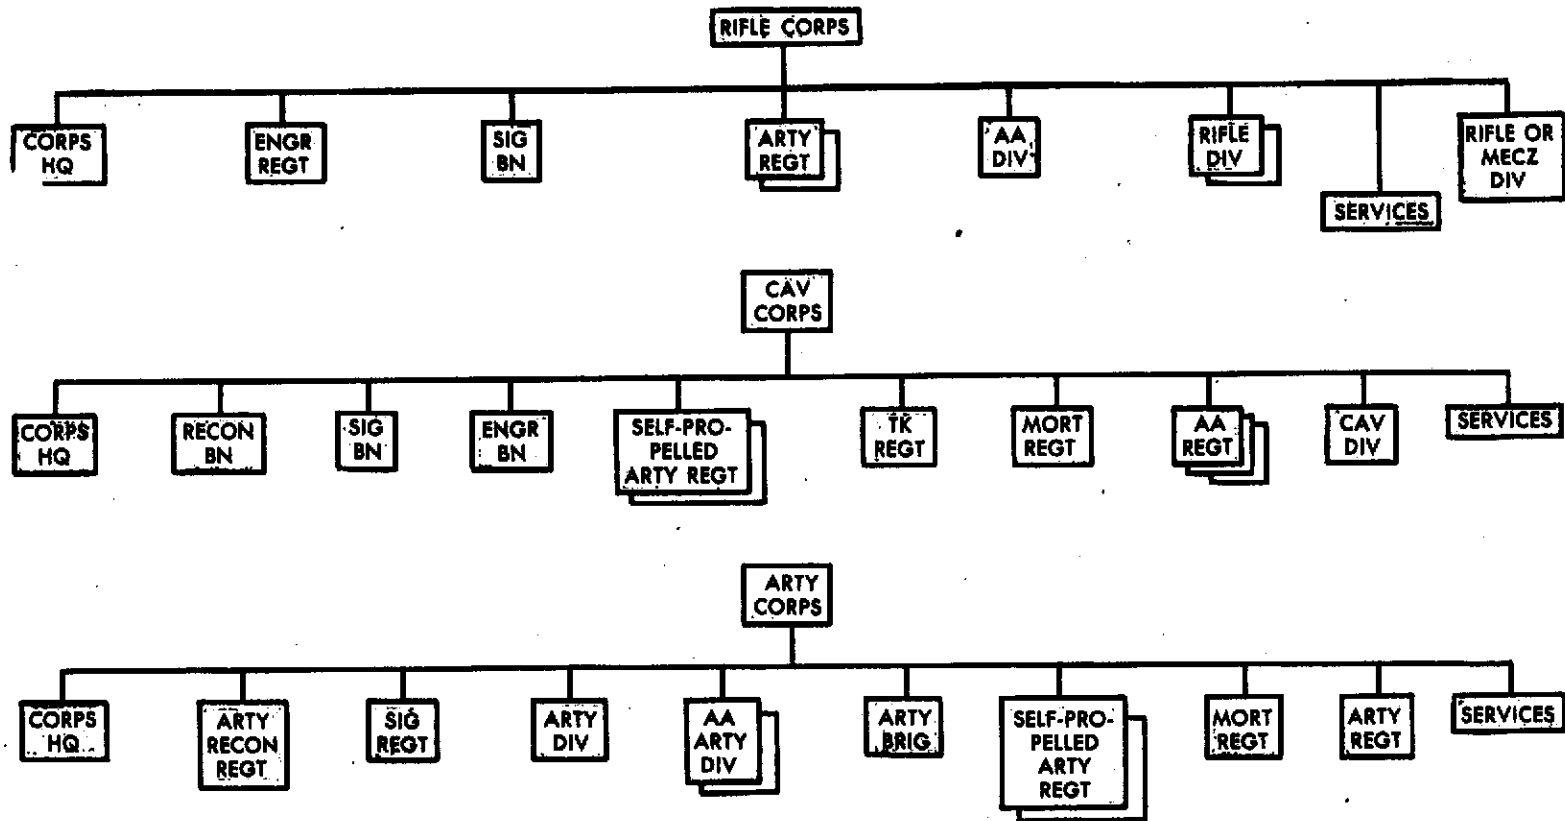 RIFLE CORPS
CORPS
HQ
ENGR
REGT
SIG
BN
ARTY
REGT
AA
DIV
RIFLE
DIV
SERVICES
RIFLE OR
MECZ
DIV
CAV
CORPS
CORPS
HQ
RECON
BN
SIG
BN
ENGR
BN
SELF-PRO-
PELLED
ARTY REGT
TK
REGT
MORT
REGT
AA
REGT
CAV
DIV
SERVICES
ARTY
CORPS
CORPS
HQ
ARTY
RECON
REGT
SIG
REGT
ARTY
DIV
AA
ARTY
DIV
ARTY
BRIG
SELF-PRO-
PELLED
ARTY
REGT
MORT
REGT
ARTY
REGT
SERVICES